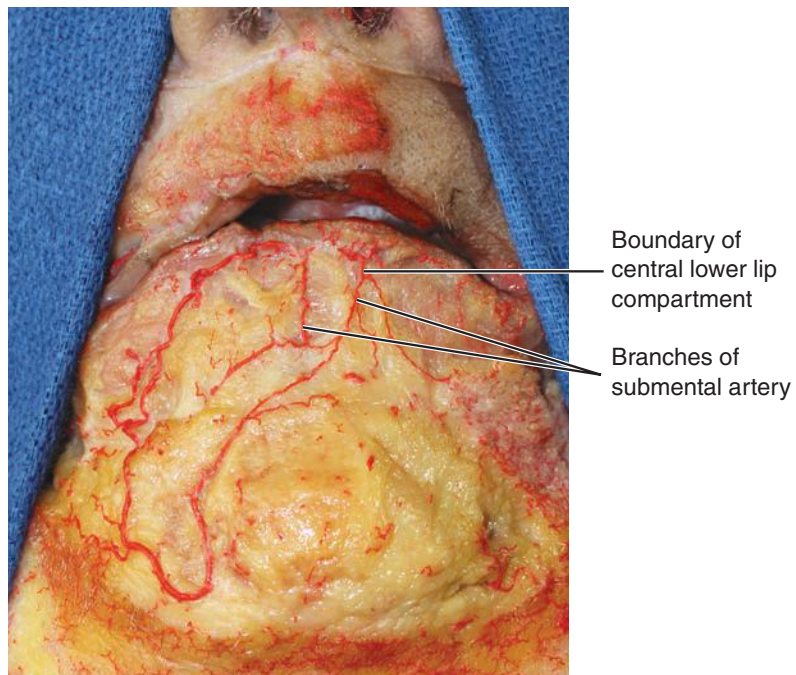 Boundary of
central lower lip
compartment
Branches of
submental artery